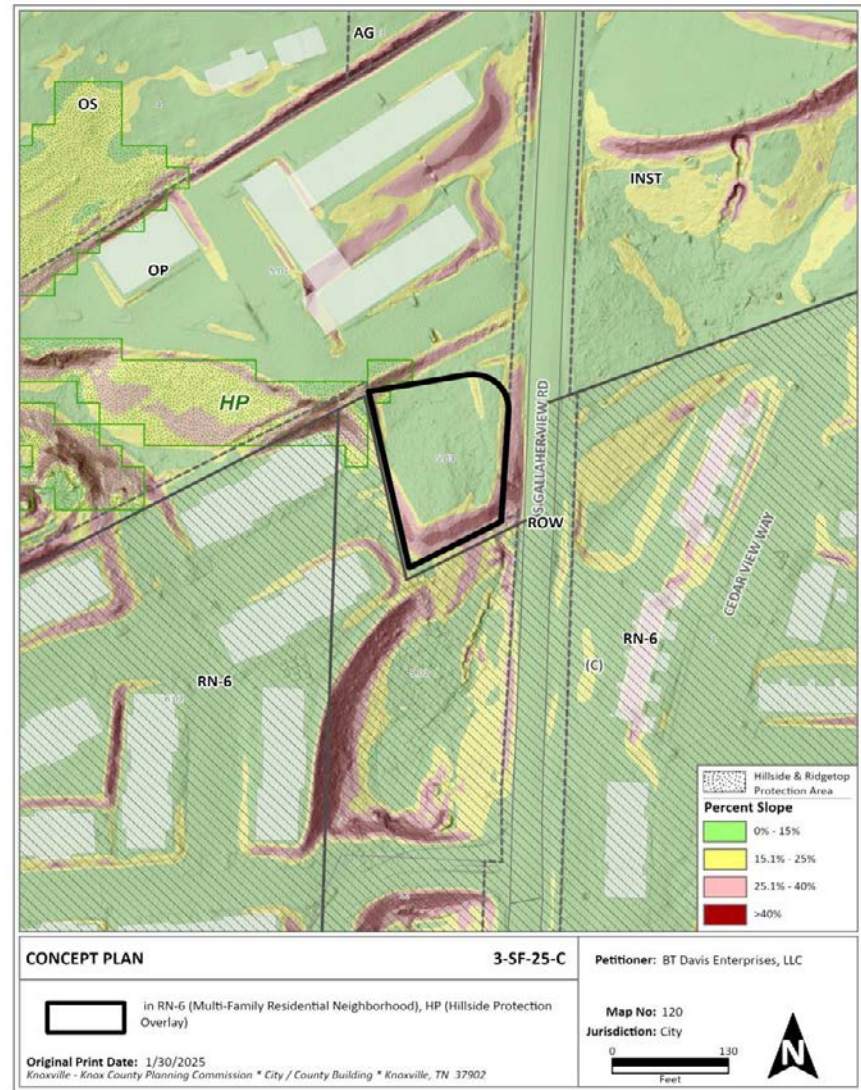 AG
OS
INST
OP
HP
S GALLAHER VIEW RD
ROW
CEDAR VIEW WAY
RN-6
RN-6
(C)
Hillside & Ridgetop
Protection Area
Percent Slope
0% - 15%
15.1% - 25%
25.1% - 40%
>40%
CONCEPT PLAN
3-SF-25-C
in RN-6 (Multi-Family Residential Neighborhood), HP (Hillside Protection
Overlay)
Original Print Date: 1/30/2025
Knoxville - Knox County Planning Commission * City / County Building * Knoxville, TN 37902
Petitioner: BT Davis Enterprises, LLC
Map No: 120
Jurisdiction: City
0 130
Feet
N